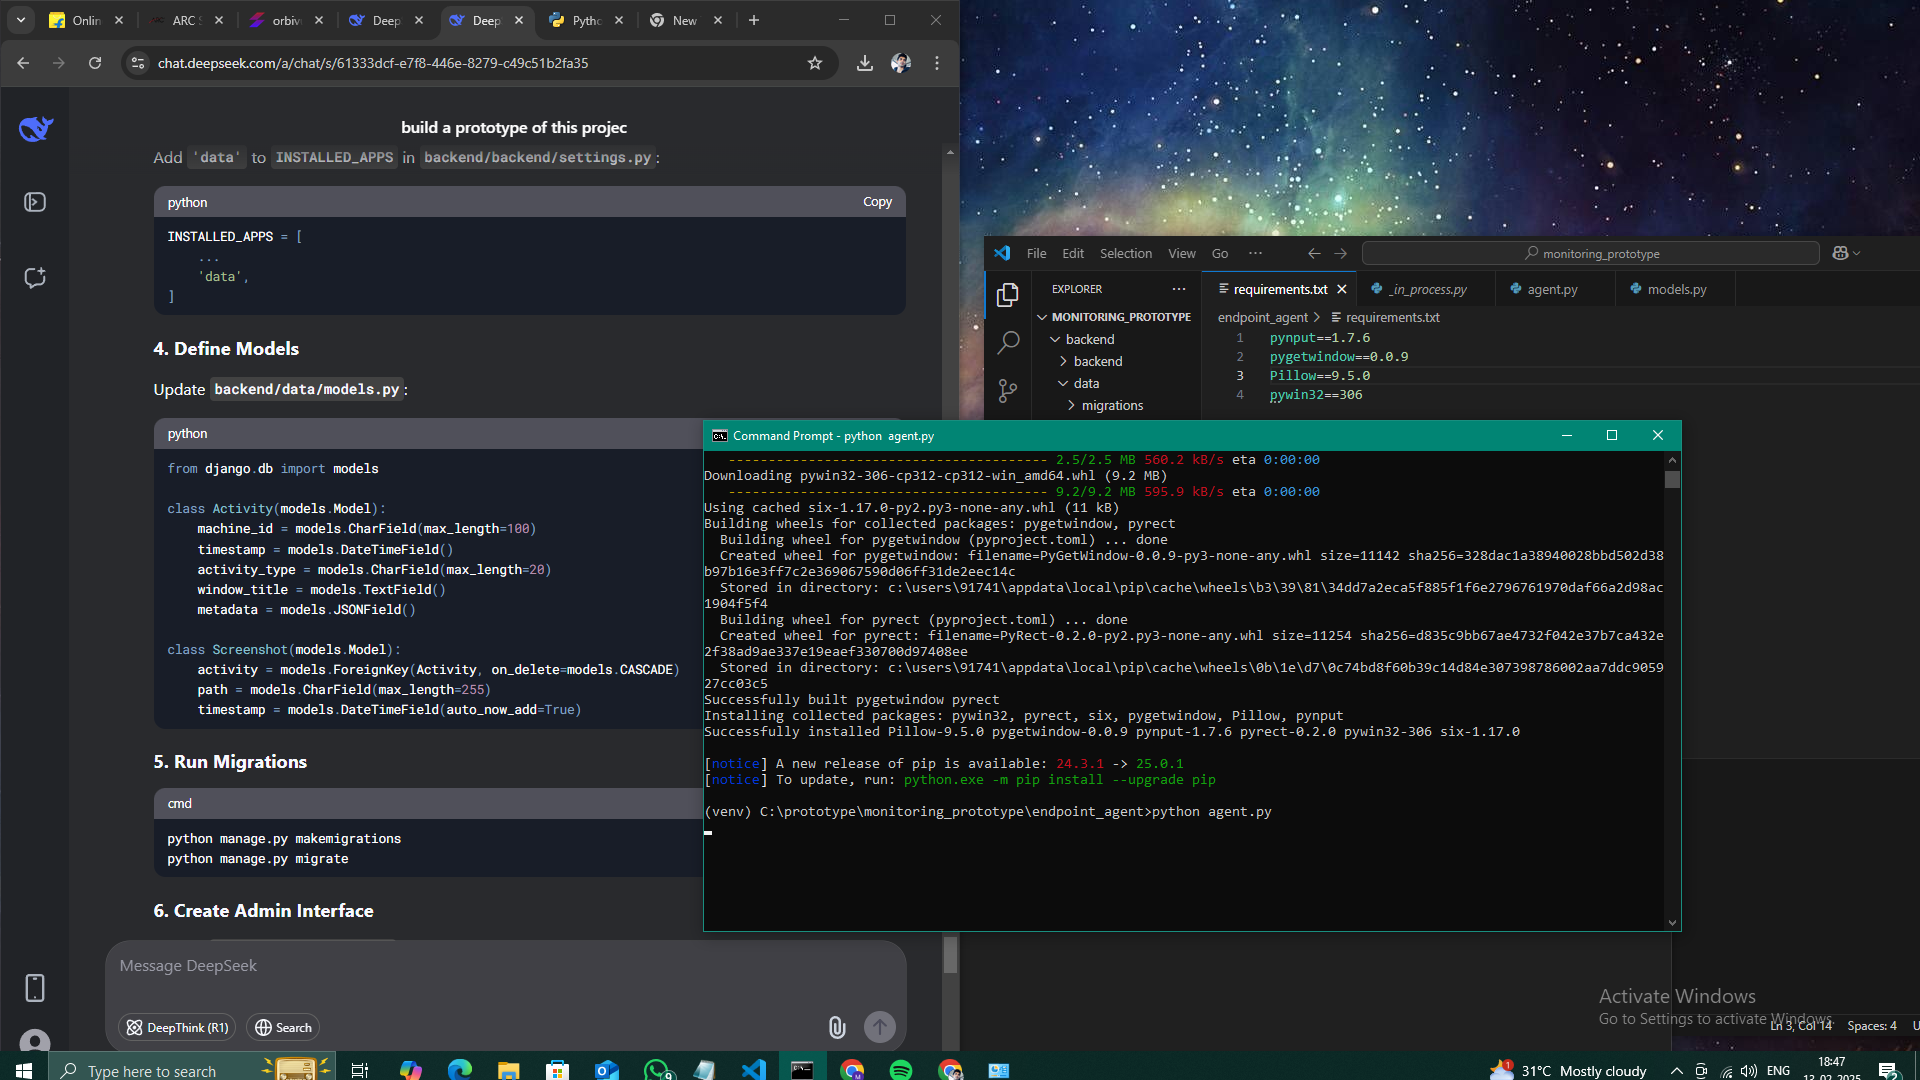 Onlin
ARC S
orbiv
Deep
Deep
Pytho
New
chat.deepseek.com/a/chat/s/61333dcf-e7f8-446e-8279-c49c51b2fa35
build a prototype of this projec
Add 'data' to INSTALLED_APPS in backend/backend/settings.py:
python
Copy
INSTALLED_APPS = [
...
'data',
]
4. Define Models
Update backend/data/models.py:
python
from django.db import models
class Activity(models.Model):
machine_id = models.CharField(max_length=100)
timestamp = models.DateTimeField()
activity_type = models.CharField(max_length=20)
window_title = models.TextField()
metadata = models.JSONField()
class Screenshot(models.Model):
activity = models.ForeignKey(Activity, on_delete=models.CASCADE)
path = models.CharField(max_length=255)
timestamp = models.DateTimeField(auto_now_add=True)
5. Run Migrations
cmd
python manage.py makemigrations
python manage.py migrate
6. Create Admin Interface
Message DeepSeek
DeepThink (R1)
Search
File Edit Selection View Go ···
monitoring_prototype
EXPLORER ···
MONITORING_PROTOTYPE
backend
backend
data
migrations
requirements.txt
_in_process.py
agent.py
models.py
endpoint_agent > requirements.txt
1 pynput==1.7.6
2 pygetwindow==0.0.9
3 Pillow==9.5.0
4 pywin32==306
Command Prompt - python agent.py
---------------------------------------- 2.5/2.5 MB 560.2 kB/s eta 0:00:00
Downloading pywin32-306-cp312-cp312-win_amd64.whl (9.2 MB)
---------------------------------------- 9.2/9.2 MB 595.9 kB/s eta 0:00:00
Using cached six-1.17.0-py2.py3-none-any.whl (11 kB)
Building wheels for collected packages: pygetwindow, pyrect
Building wheel for pygetwindow (pyproject.toml) ... done
Created wheel for pygetwindow: filename=PyGetWindow-0.0.9-py3-none-any.whl size=11142 sha256=328dac1a38940028bbd502d38
b97b16e3ff7c2e369067590d06ff31de2eec14c
Stored in directory: c:\users\91741\appdata\local\pip\cache\wheels\b3\39\81\34dd7a2eca5f885f1f6e2796761970daf66a2d98ac
1904f5f4
Building wheel for pyrect (pyproject.toml) ... done
Created wheel for pyrect: filename=PyRect-0.2.0-py2.py3-none-any.whl size=11254 sha256=d835c9bb67ae4732f042e37b7ca432e
2f38ad9ae337e19eaef330700d97408ee
Stored in directory: c:\users\91741\appdata\local\pip\cache\wheels\0b\1e\d7\0c74bd8f60b39c14d84e307398786002aa7ddc9059
27cc03c5
Successfully built pygetwindow pyrect
Installing collected packages: pywin32, pyrect, six, pygetwindow, Pillow, pynput
Successfully installed Pillow-9.5.0 pygetwindow-0.0.9 pynput-1.7.6 pyrect-0.2.0 pywin32-306 six-1.17.0
[notice] A new release of pip is available: 24.3.1 -> 25.0.1
[notice] To update, run: python.exe -m pip install --upgrade pip
(venv) C:\prototype\monitoring_prototype\endpoint_agent>python agent.py
Activate Windows
Go to Settings to activate Windows.
Ln 3, Col 14 Spaces: 4 U
Type here to search
31°C Mostly cloudy
ENG
18:47
13-02-2025